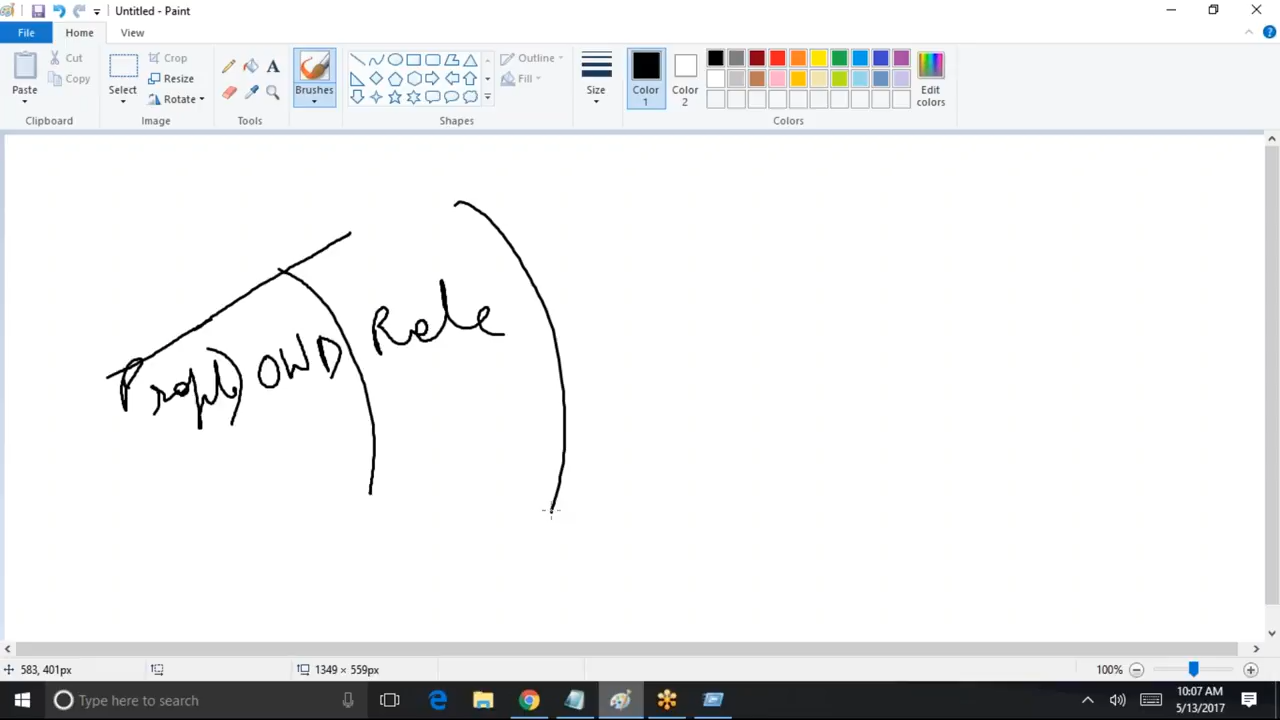 Untitled - Paint
File Home View
Paste Cut Copy Clipboard
Select Crop Resize Rotate Image
Tools
Brushes
Outline Fill Shapes
Size
Color 1 Color 2 Edit colors Colors
OWD Role
583, 401px 1349 × 559px 100%
Type here to search 10:07 AM 5/13/2017